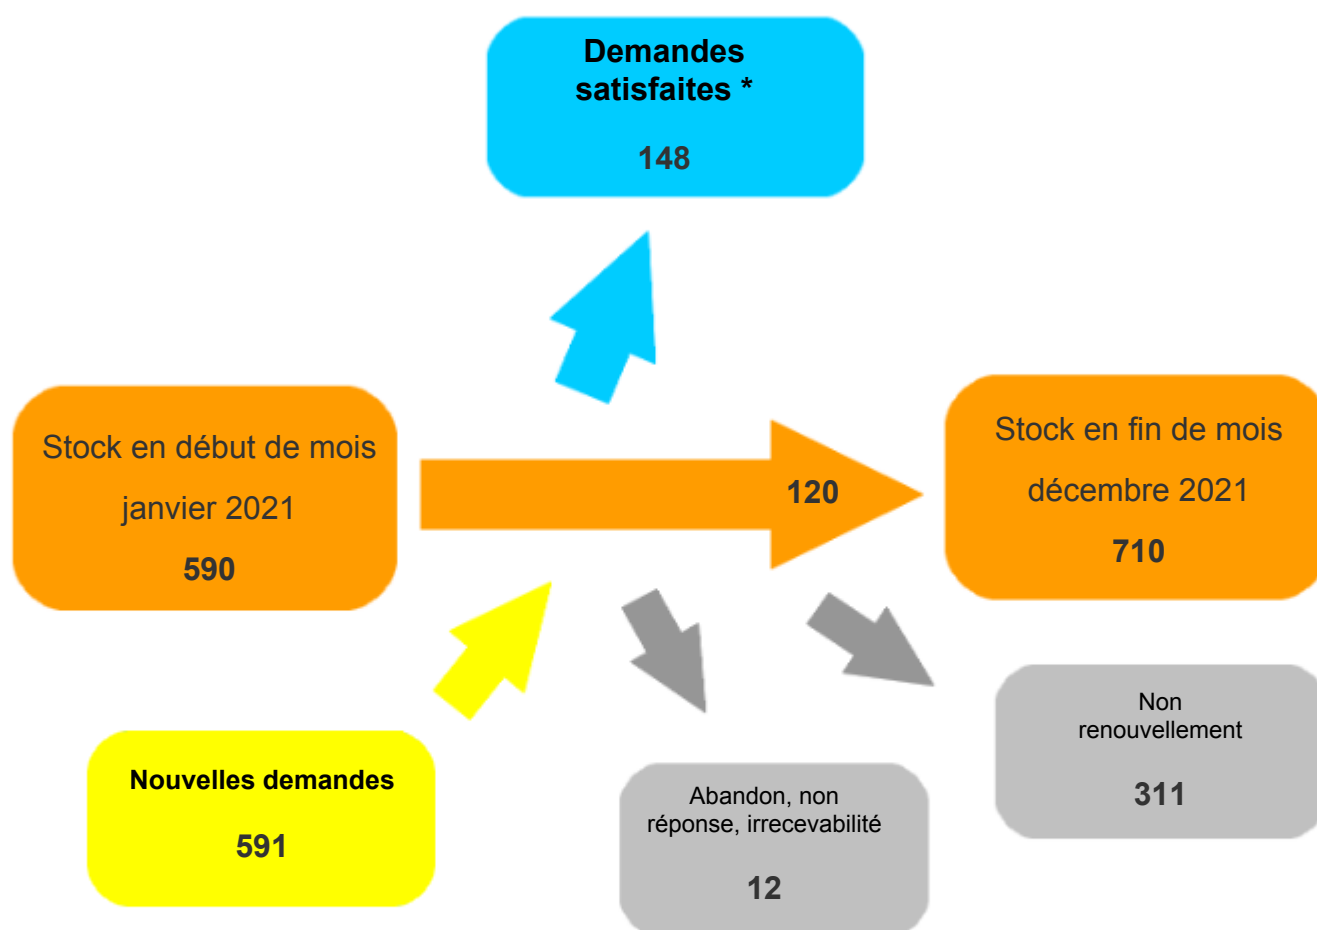 Demandes
satisfaites *
148
Stock en début de mois
janvier 2021
590
120
Stock en fin de mois
décembre 2021
710
Nouvelles demandes
591
Abandon, non
réponse, irrecevabilité
12
Non
renouvellement
311